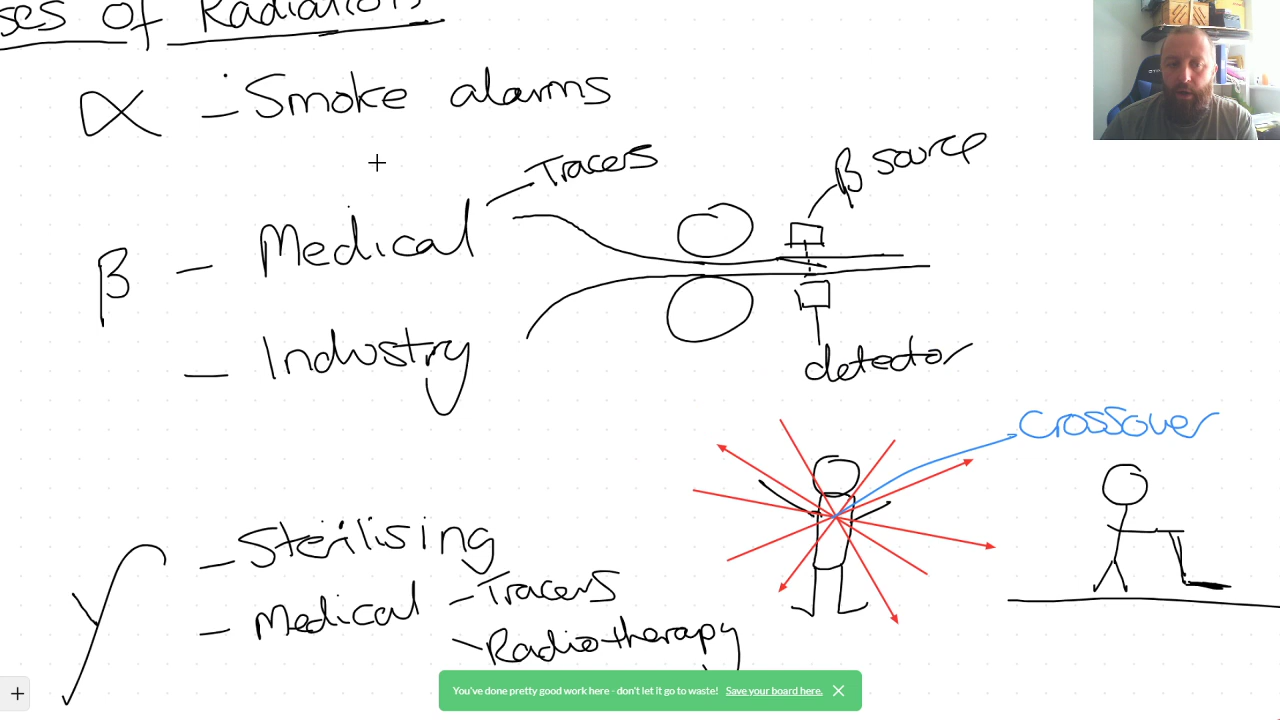 ses of Radiation
α - Smoke alarms
β - Medical - Traces
β source
- Industry
detector
crossover
γ - Sterilising
- Medical - Tracers
- Radiotherapy
You've done pretty good work here - don't let it go to waste! Save your board here.